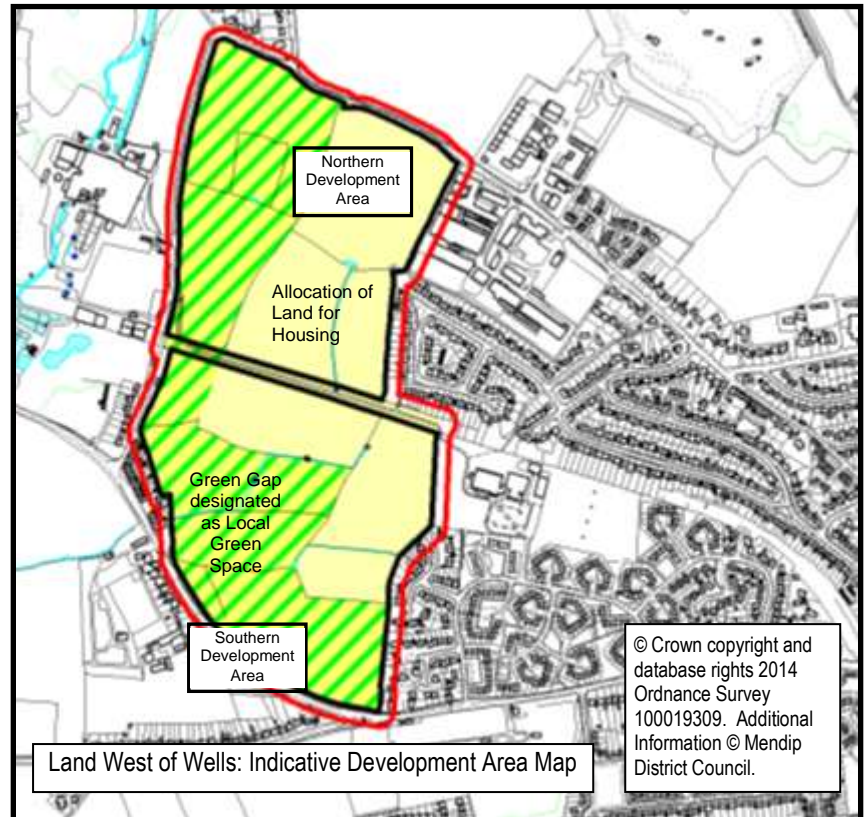 Northern
Development
Area
Allocation of
Land for
Housing
Green Gap
designated
as Local
Green
Space
Southern
Development
Area
Land West of Wells: Indicative Development Area Map
© Crown copyright and
database rights 2014
Ordnance Survey
100019309. Additional
Information © Mendip
District Council.